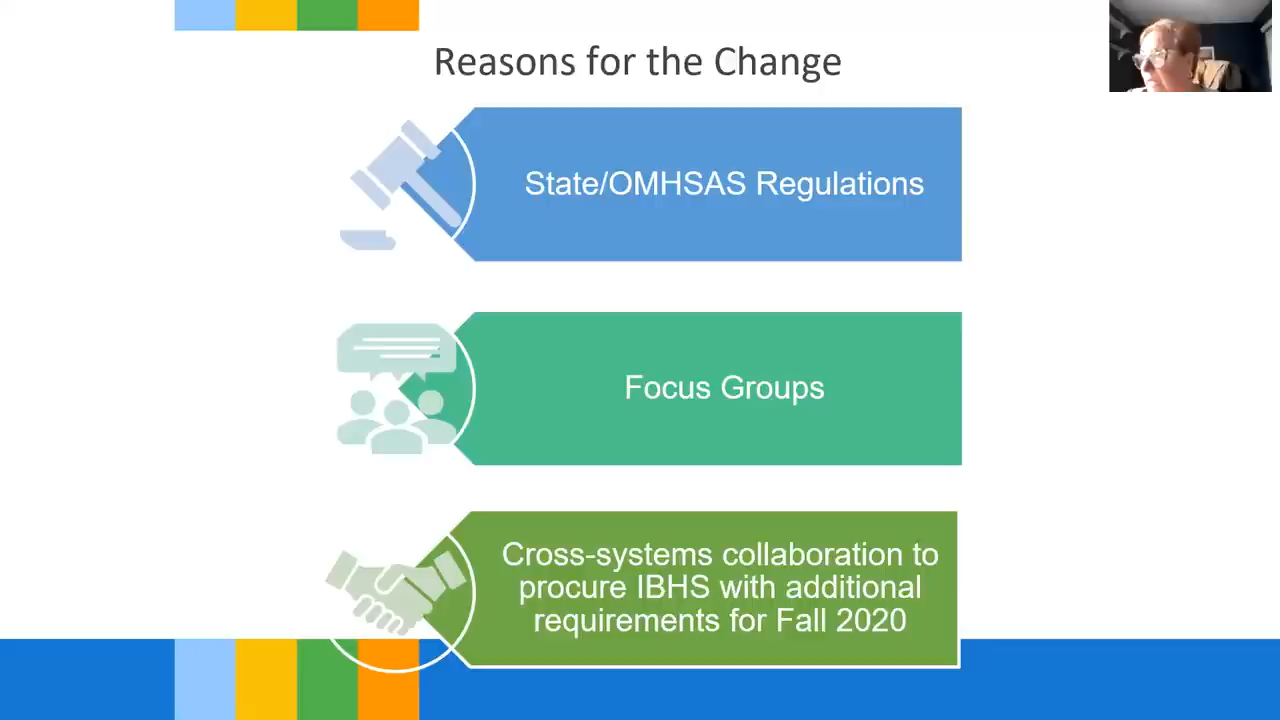 Reasons for the Change
State/OMHSAS Regulations
Focus Groups
Cross-systems collaboration to
procure IBHS with additional
requirements for Fall 2020